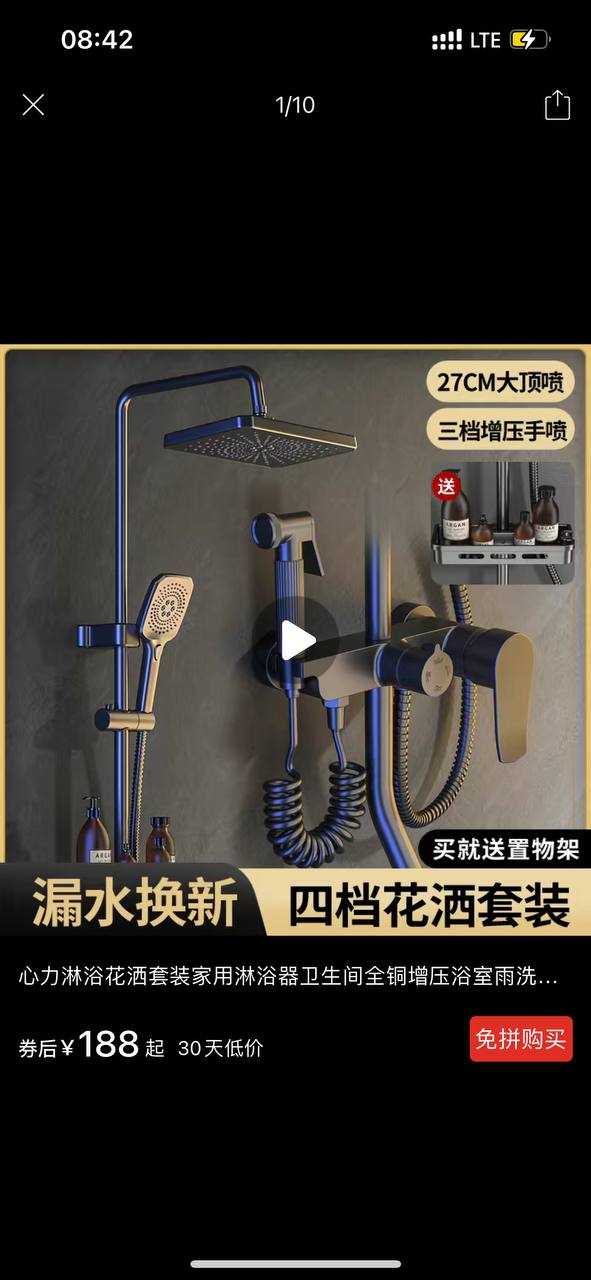 08:42
LTE
1/10
27CM大顶喷
三档增压手喷
送
ARGAN
ARGAN
买就送置物架
漏水换新
四档花洒套装
心力淋浴花洒套装家用淋浴器卫生间全铜增压浴室雨洗...
券后¥188起 30天低价
免拼购买